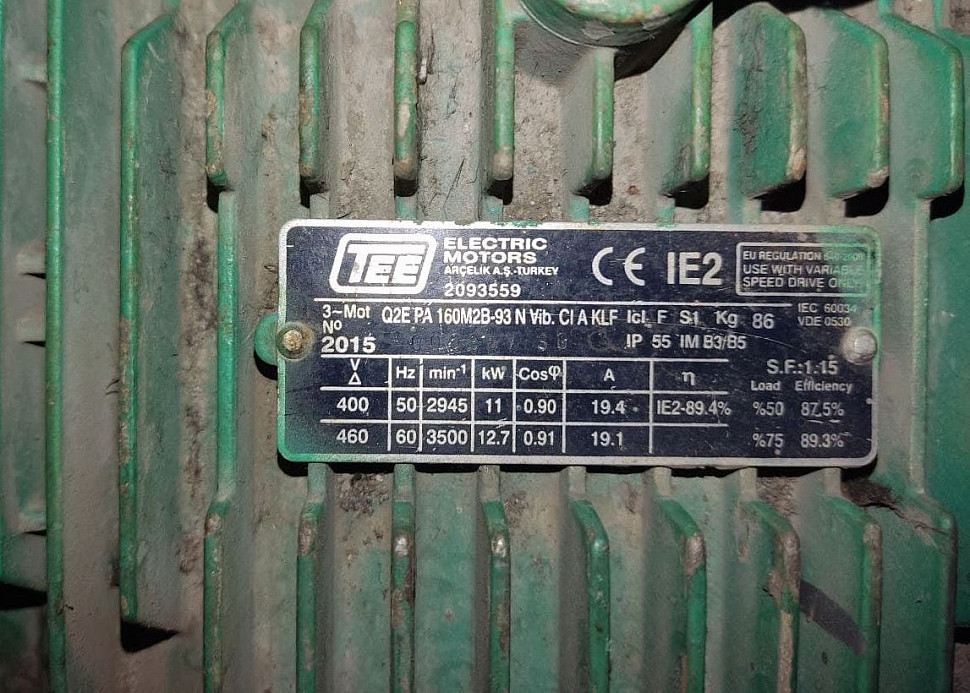 TEE ELECTRIC
MOTORS
ARÇELİK A.Ş.-TURKEY
2093559
CE IE2
EU REGULATION 640/2009
USE WITH VARIABLE
SPEED DRIVE ONLY
3~Mot Q2E PA 160M2B-93 N Vib. Cl A KLF Icl. F S1 Kg 86
IEC 60034
VDE 0530
Nº
2015 IP 55 IM B3/B5
V Δ Hz min⁻¹ kW Cosφ A η
S.F.:1.15
Load Efficiency
400 50 2945 11 0.90 19.4 IE2-89.4% %50 87.5%
460 60 3500 12.7 0.91 19.1 %75 89.3%